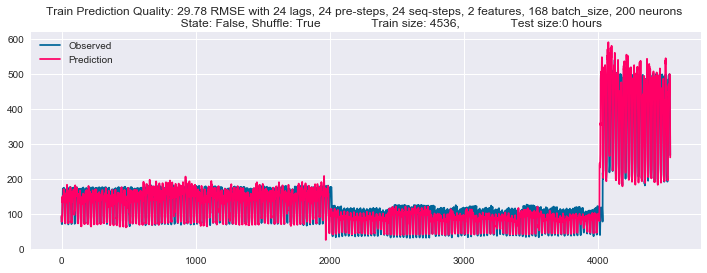 Train Prediction Quality: 29.78 RMSE with 24 lags, 24 pre-steps, 24 seq-steps, 2 features, 168 batch_size, 200 neurons
State: False, Shuffle: True Train size: 4536, Test size:0 hours
Observed
Prediction
600
500
400
300
200
100
0
0 1000 2000 3000 4000